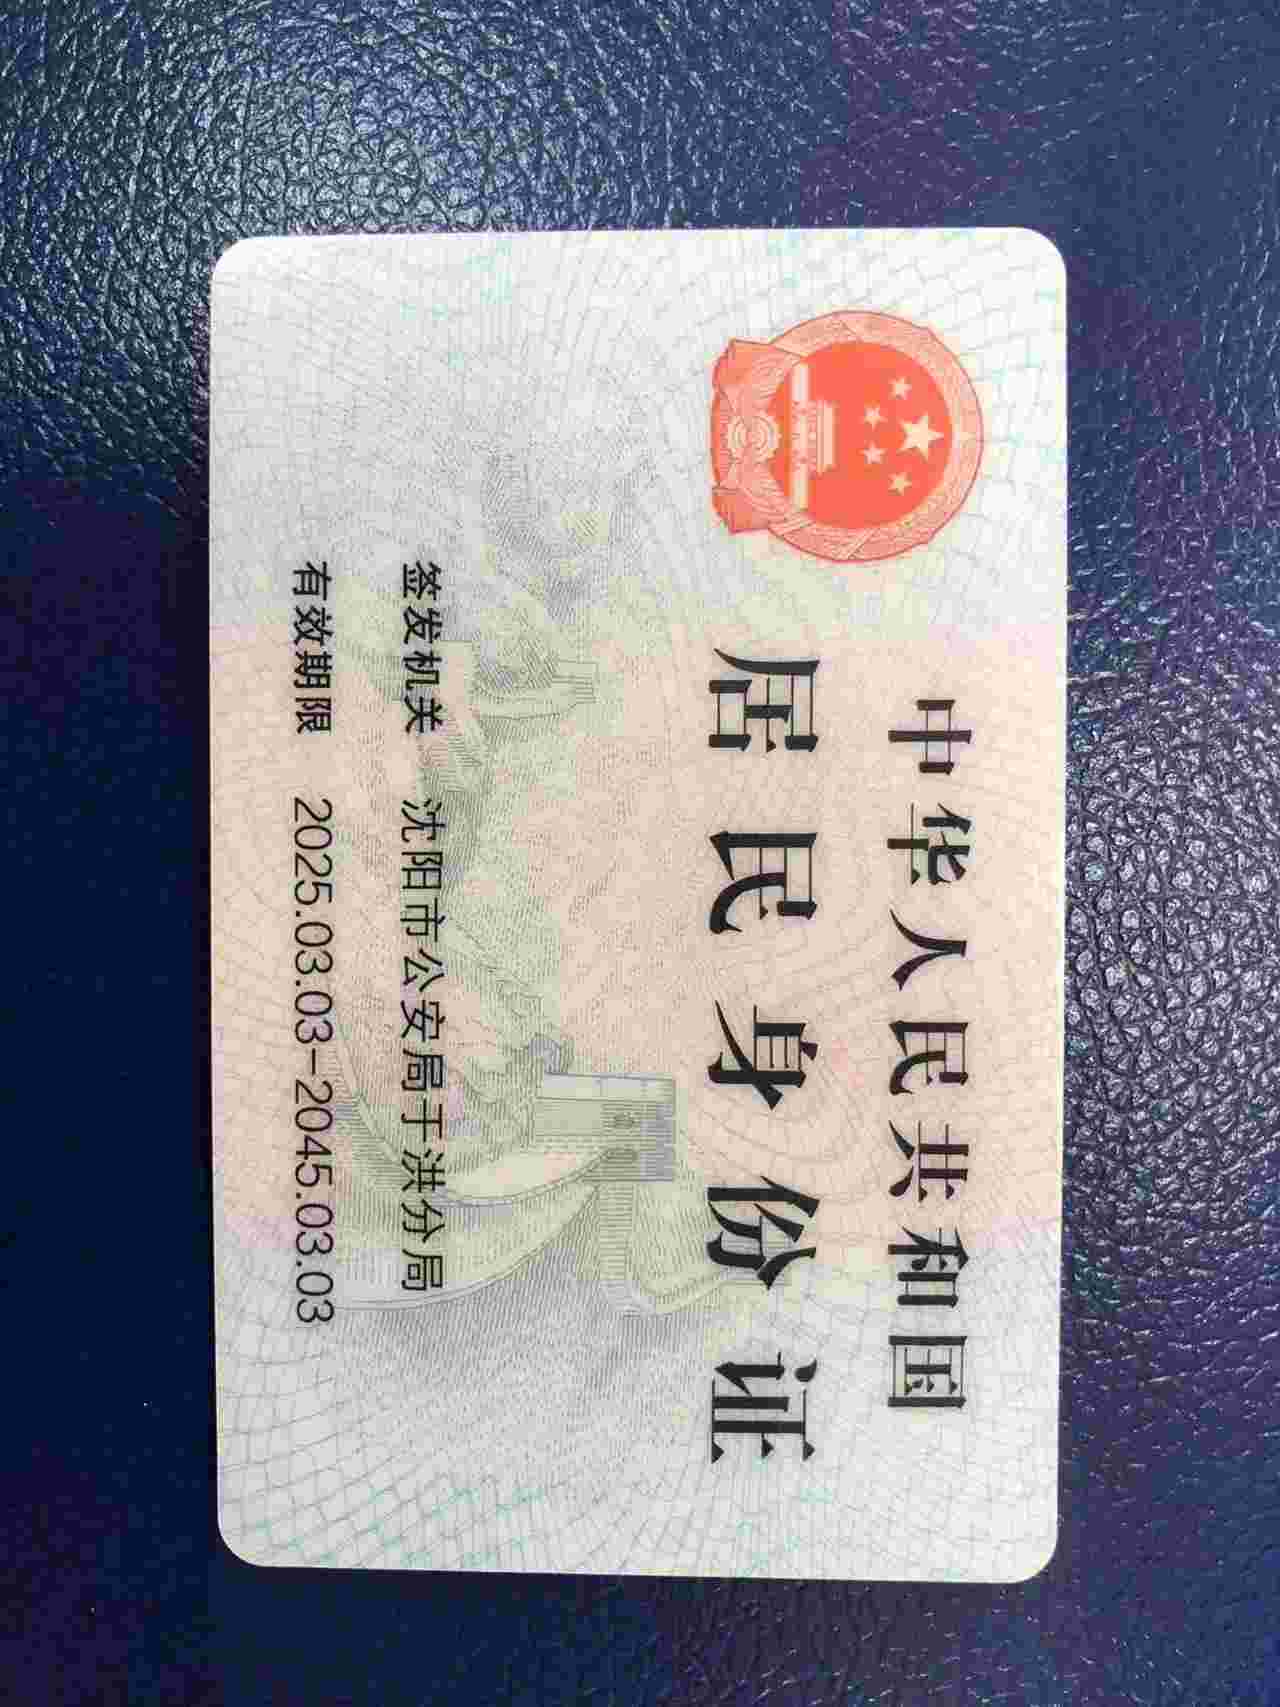 中华人民共和国
居民身份证
签发机关 沈阳市公安局于洪分局
有效期限 2025.03.03-2045.03.03